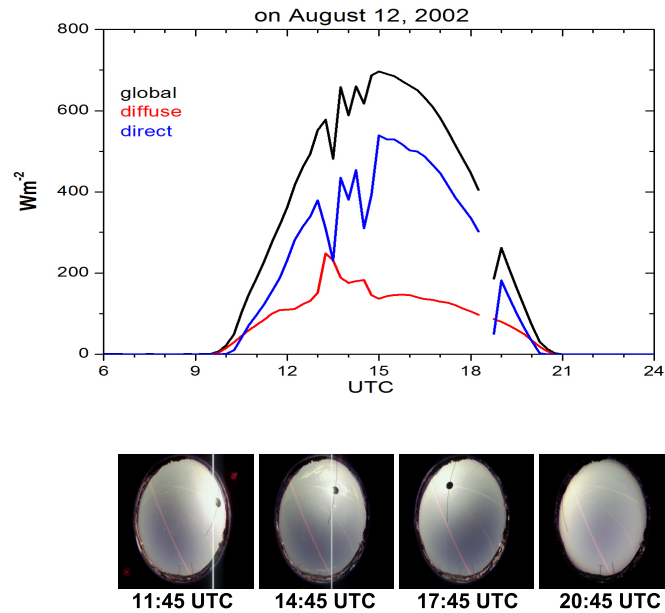 on August 12, 2002
800
global
diffuse
direct
600
400
200
0
Wm-2
6 9 12 15 18 21 24
UTC
11:45 UTC 14:45 UTC 17:45 UTC 20:45 UTC